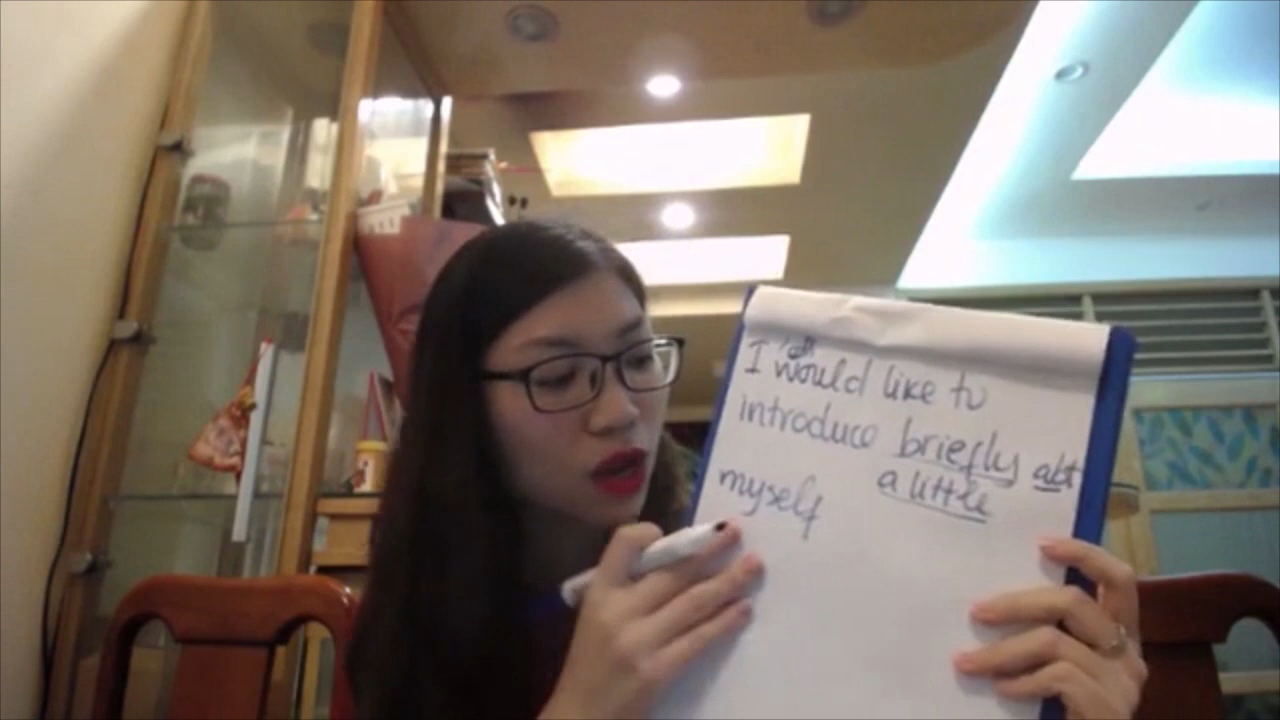 I would like to
introduce briefly abt
a little
myself